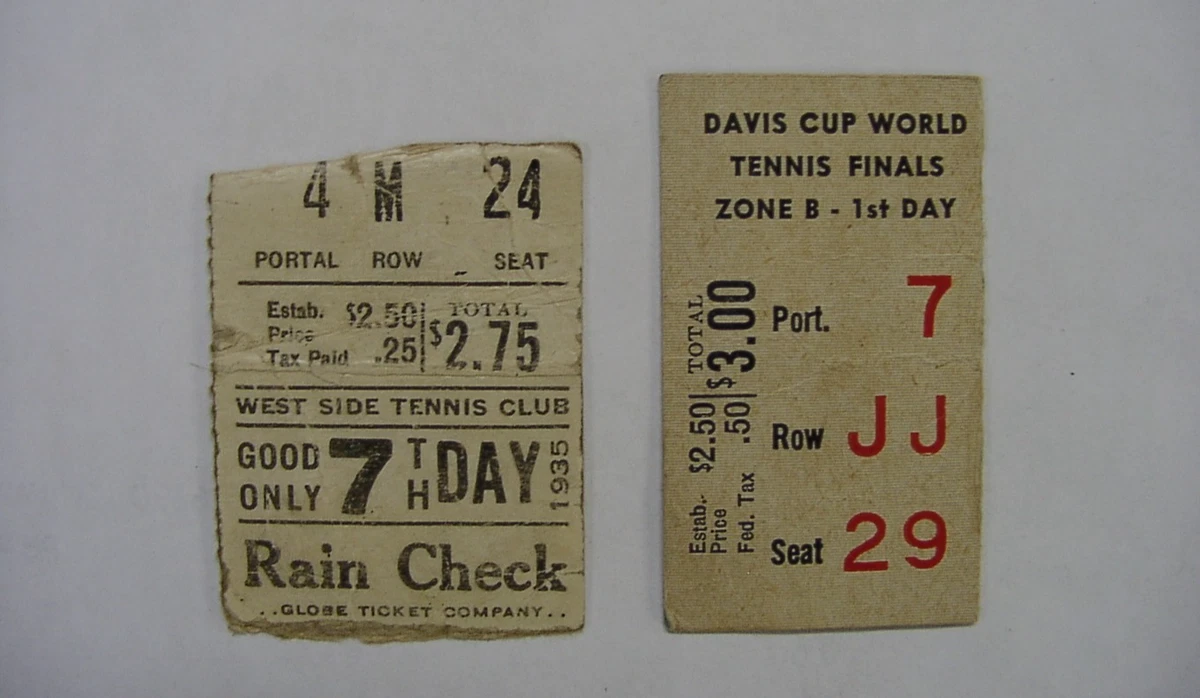 4 M 24
PORTAL ROW SEAT
Estab. $2.50 TOTAL
Price $2.75
Tax Paid .25
WEST SIDE TENNIS CLUB
GOOD ONLY 7TH DAY 1935
Rain Check
..GLOBE TICKET COMPANY..
DAVIS CUP WORLD
TENNIS FINALS
ZONE B - 1st DAY
Port. 7
Row JJ
Seat 29
Estab. Price $2.50 TOTAL
Fed. Tax .50 $3.00